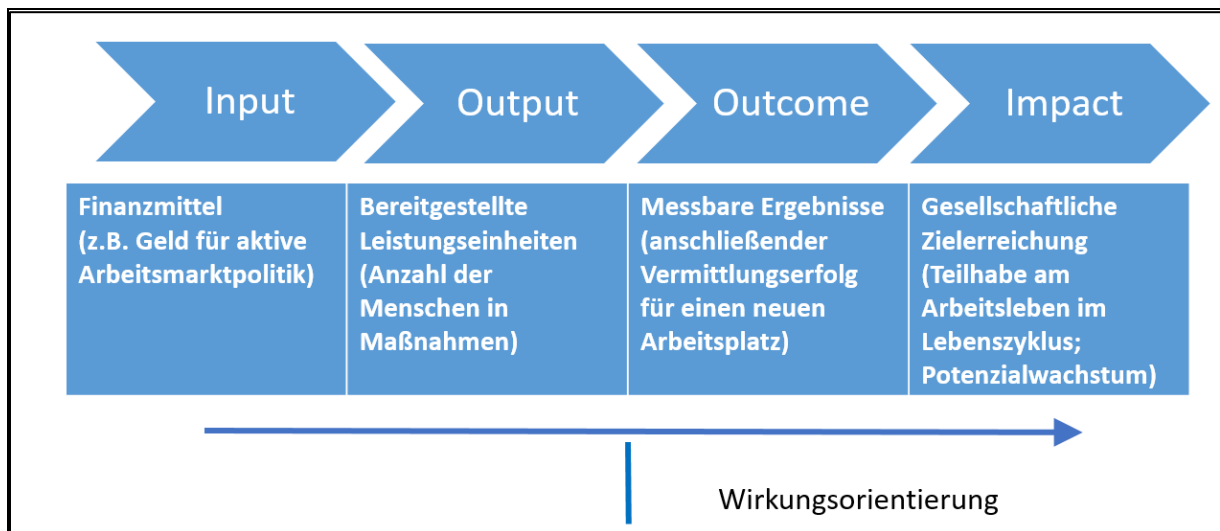 Input
Output
Outcome
Impact
Finanzmittel
(z.B. Geld für aktive
Arbeitsmarktpolitik)
Bereitgestellte
Leistungseinheiten
(Anzahl der
Menschen in
Maßnahmen)
Messbare Ergebnisse
(anschließender
Vermittlungserfolg
für einen neuen
Arbeitsplatz)
Gesellschaftliche
Zielerreichung
(Teilhabe am
Arbeitsleben im
Lebenszyklus;
Potenzialwachstum)
Wirkungsorientierung